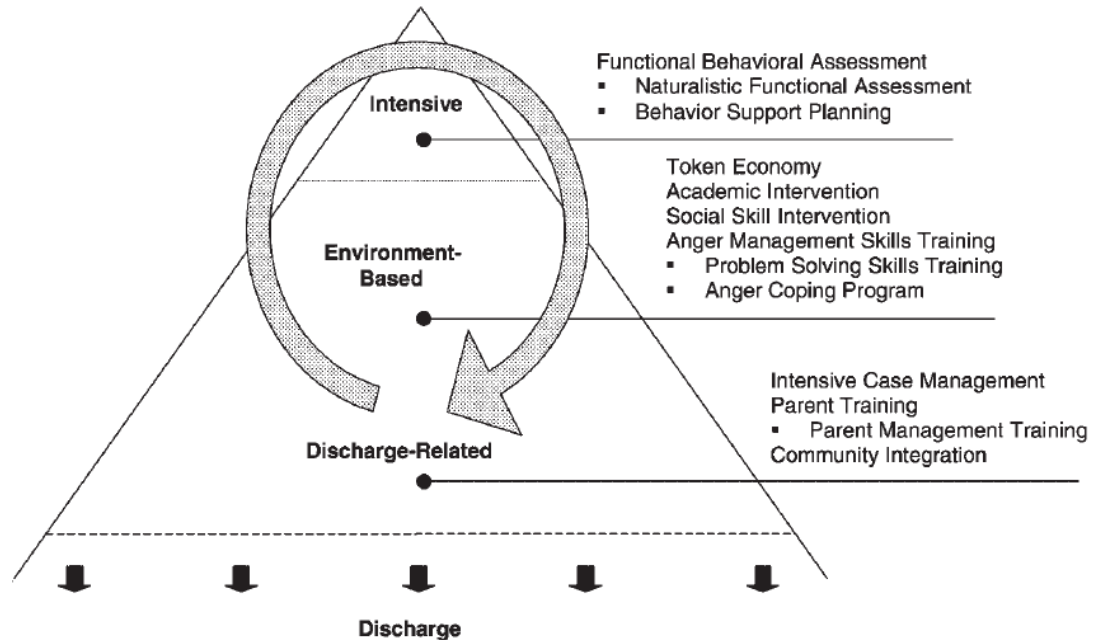 Intensive
Functional Behavioral Assessment
▪ Naturalistic Functional Assessment
▪ Behavior Support Planning
Environment-
Based
Token Economy
Academic Intervention
Social Skill Intervention
Anger Management Skills Training
▪ Problem Solving Skills Training
▪ Anger Coping Program
Discharge-Related
Intensive Case Management
Parent Training
▪ Parent Management Training
Community Integration
Discharge